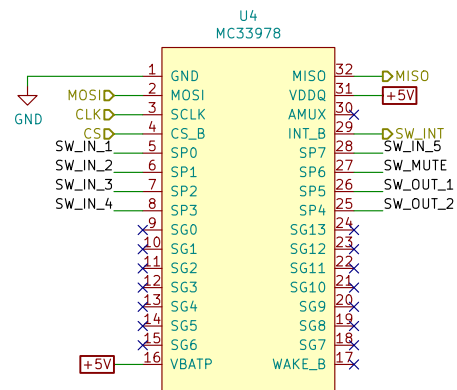 U4
MC33978
1 GND MISO 32 MISO
MOSI 2 MOSI VDDQ 31 +5V
GND CLK 3 SCLK AMUX 30
CS 4 CS_B INT_B 29 SW_INT
SW_IN_1 5 SP0 SP7 28 SW_IN_5
SW_IN_2 6 SP1 SP6 27 SW_MUTE
SW_IN_3 7 SP2 SP5 26 SW_OUT_1
SW_IN_4 8 SP3 SP4 25 SW_OUT_2
9 SG0 SG13 24
10 SG1 SG12 23
11 SG2 SG11 22
12 SG3 SG10 21
13 SG4 SG9 20
14 SG5 SG8 19
15 SG6 SG7 18
+5V 16 VBATP WAKE_B 17